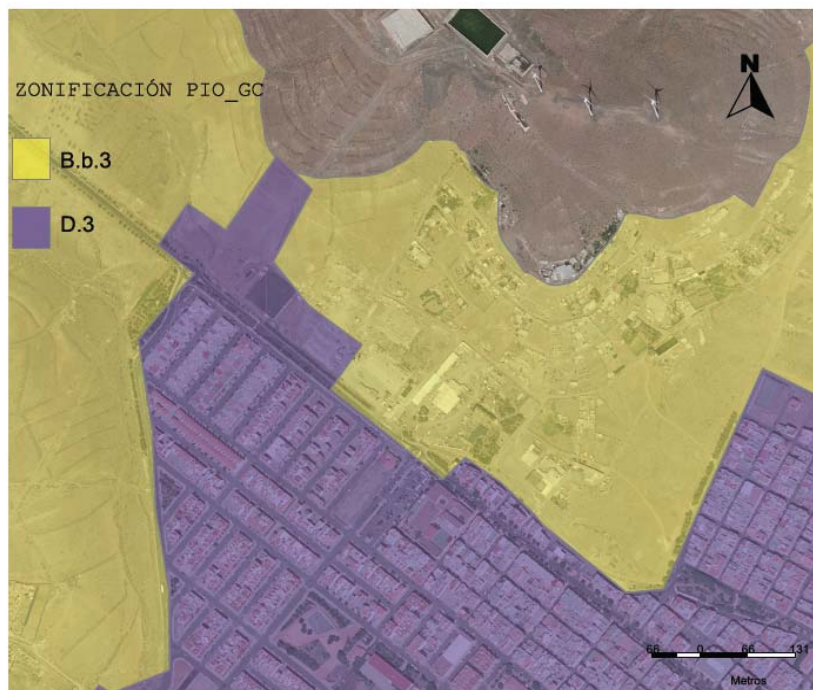 ZONIFICACIÓN PIO_GC
N
B.b.3
D.3
66 0 66 131
Metros